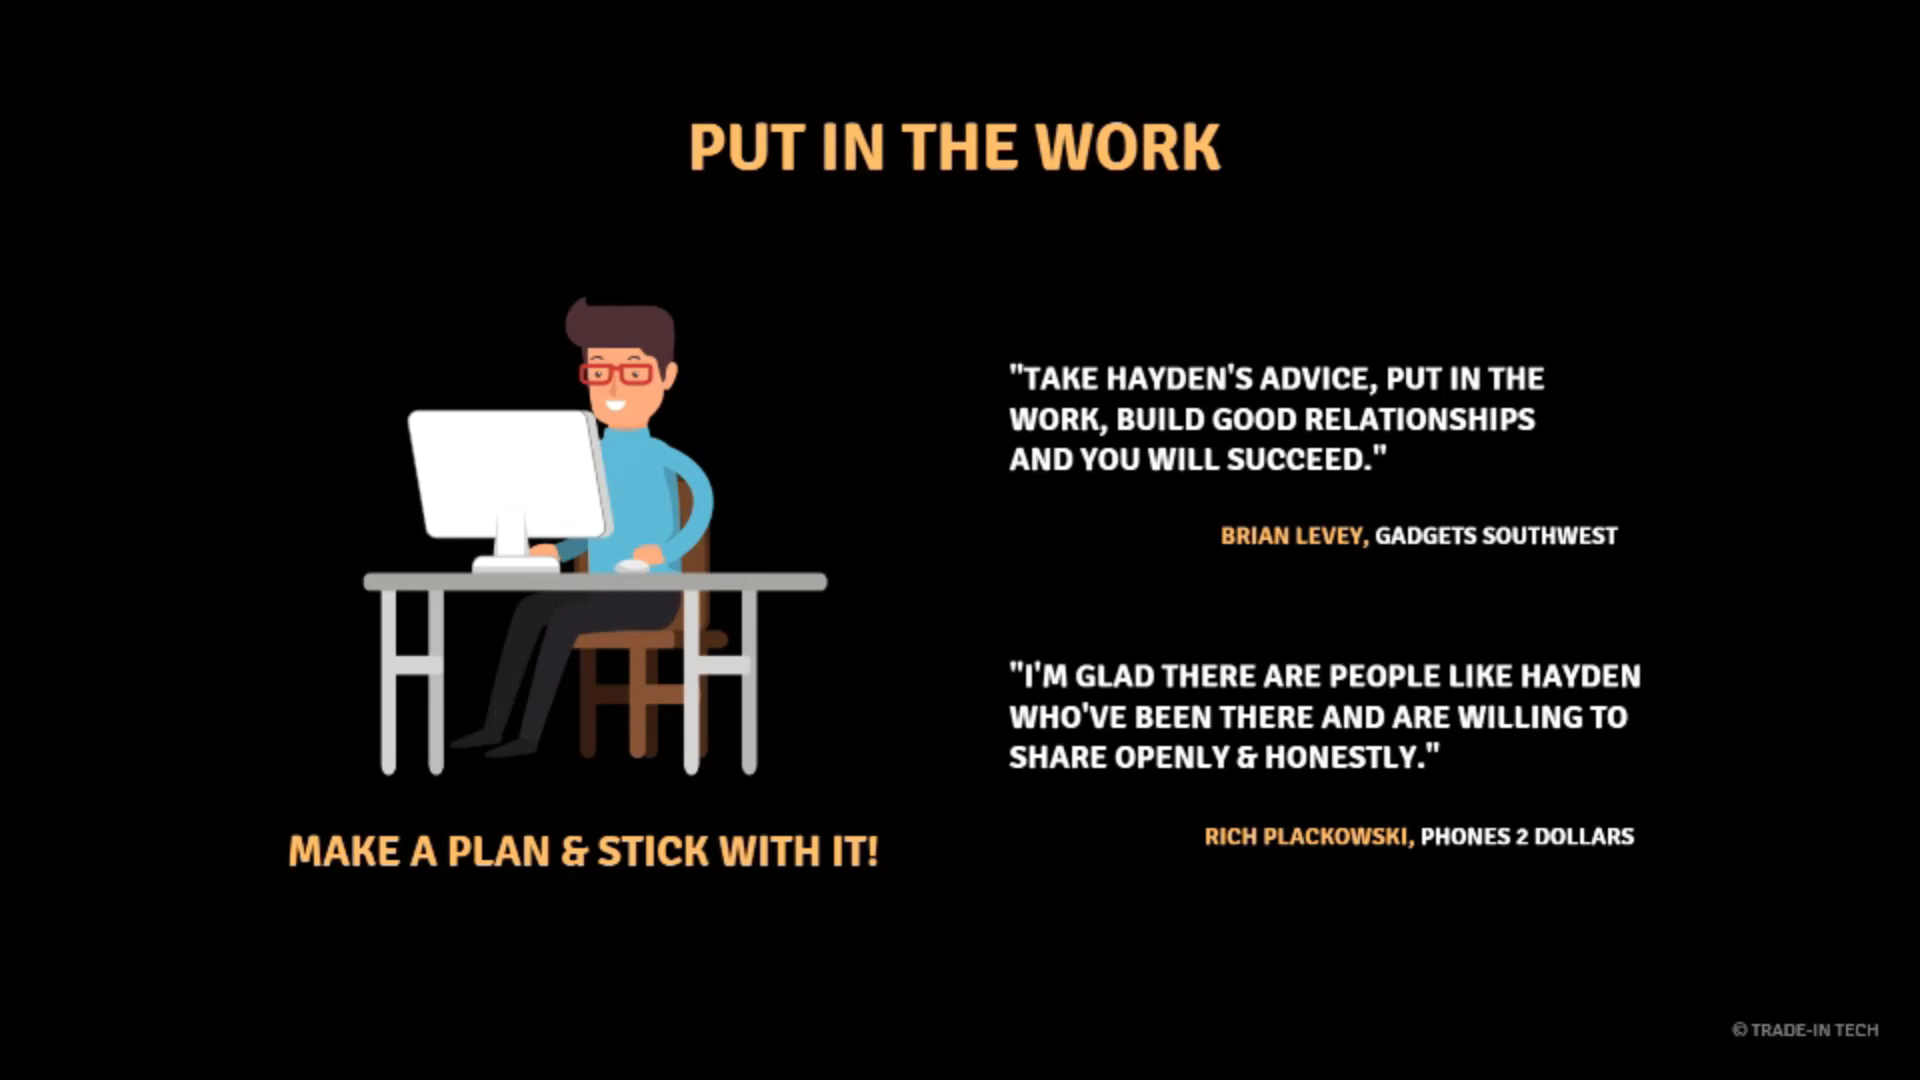 PUT IN THE WORK
"TAKE HAYDEN'S ADVICE, PUT IN THE
WORK, BUILD GOOD RELATIONSHIPS
AND YOU WILL SUCCEED."
BRIAN LEVEY, GADGETS SOUTHWEST
"I'M GLAD THERE ARE PEOPLE LIKE HAYDEN
WHO'VE BEEN THERE AND ARE WILLING TO
SHARE OPENLY & HONESTLY."
RICH PLACKOWSKI, PHONES 2 DOLLARS
MAKE A PLAN & STICK WITH IT!
© TRADE-IN TECH